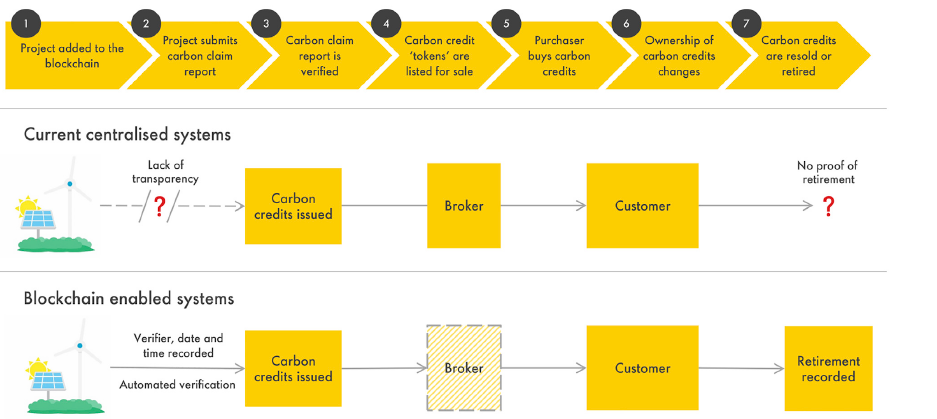 1
Project added to the
blockchain
2
Project submits
carbon claim
report
3
Carbon claim
report is
verified
4
Carbon credit
‘tokens’ are
listed for sale
5
Purchaser
buys carbon
credits
6
Ownership of
carbon credits
changes
7
Carbon credits
are resold or
retired
Current centralised systems
Lack of
transparency
?
Carbon
credits issued
Broker
Customer
No proof of
retirement
?
Blockchain enabled systems
Verifier, date and
time recorded
Automated verification
Carbon
credits issued
Broker
Customer
Retirement
recorded